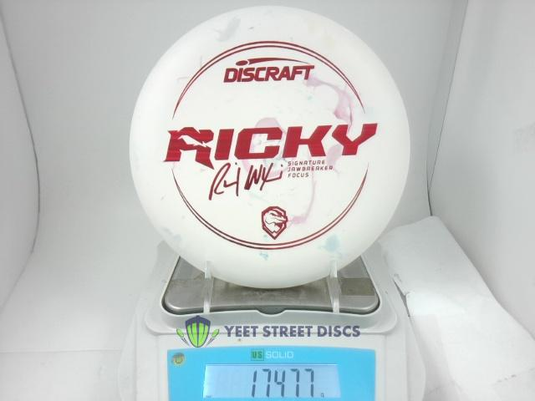 DISCRAFT
RICKY
SIGNATURE
JAWBREAKER
FOCUS
YEET STREET DISCS
US SOLID
174.77 g